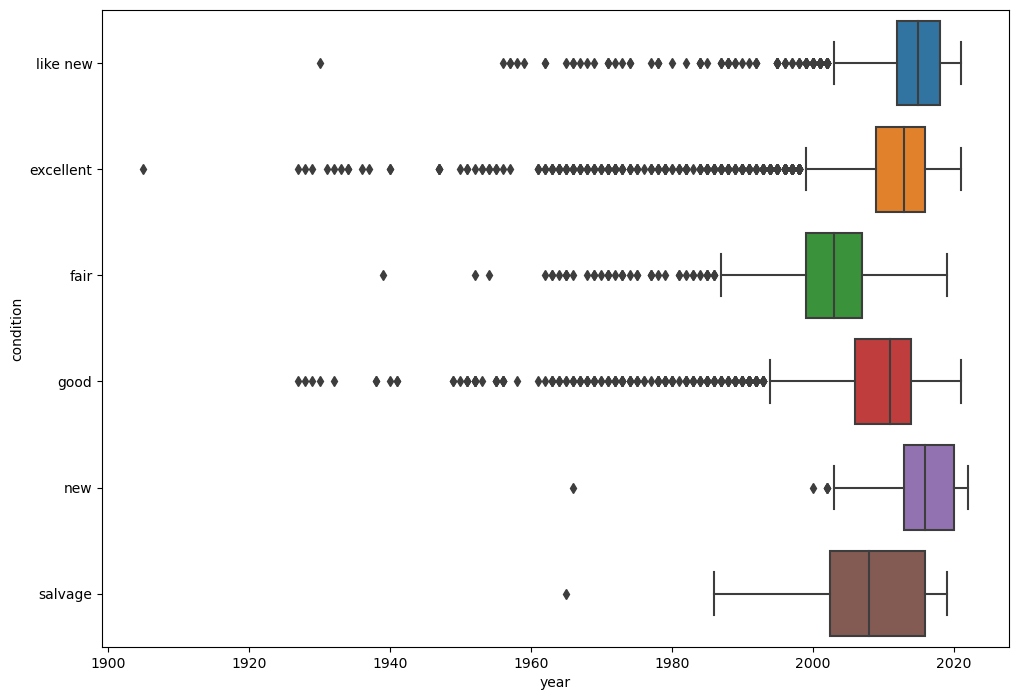 like new
excellent
fair
good
new
salvage
condition
1900 1920 1940 1960 1980 2000 2020
year